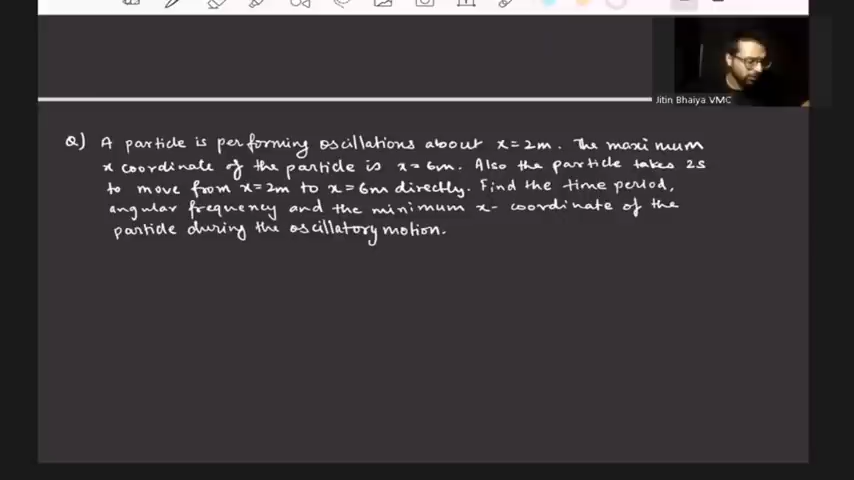 Jitin Bhaiya VMC
Q) A particle is performing oscillations about x=2m. The maximum
x coordinate of the particle is x=6m. Also the particle takes 2s
to move from x=2m to x=6m directly. Find the time period,
angular frequency and the minimum x- coordinate of the
particle during the oscillatory motion.